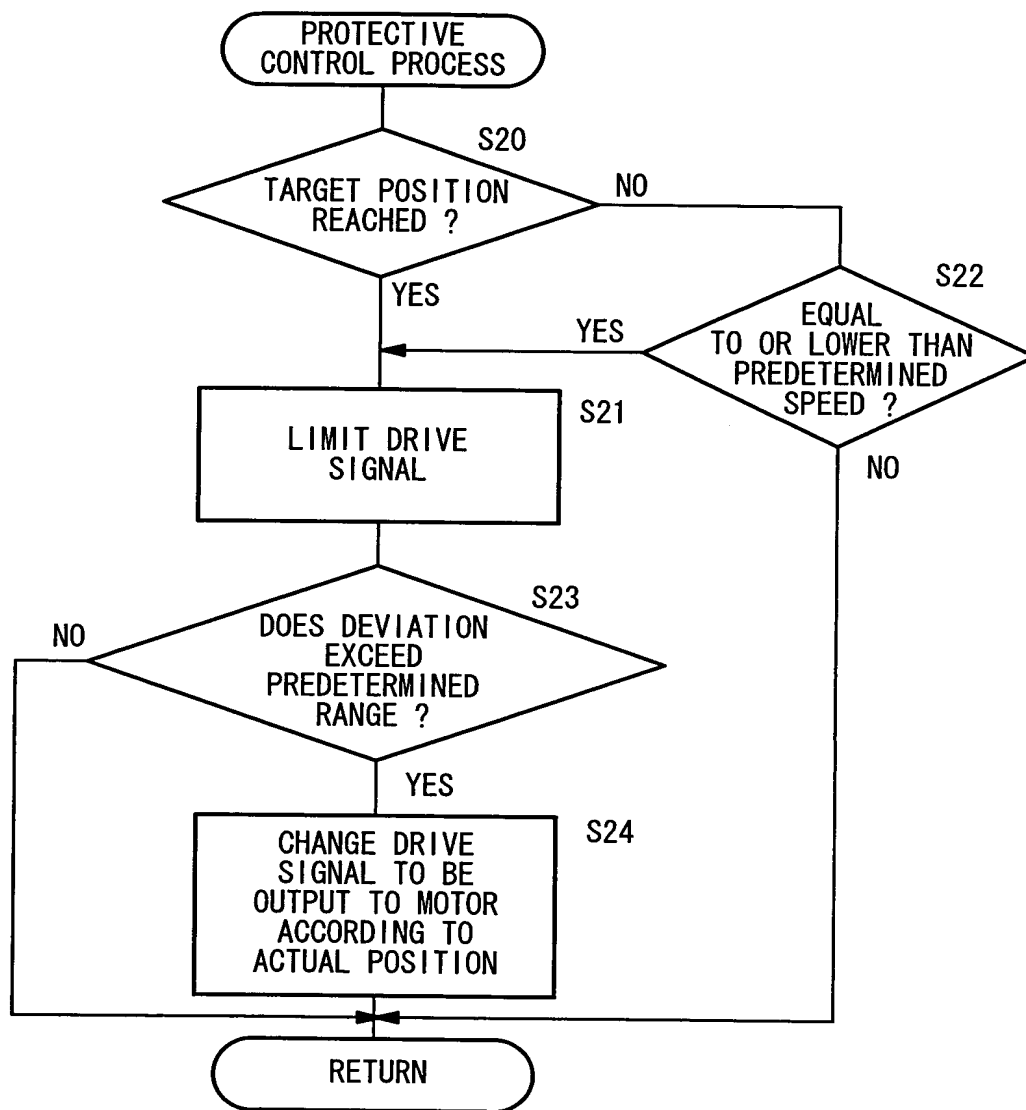 PROTECTIVE
CONTROL PROCESS
S20
TARGET POSITION
REACHED ?
NO
YES
S22
EQUAL
TO OR LOWER THAN
PREDETERMINED
SPEED ?
YES
NO
S21
LIMIT DRIVE
SIGNAL
S23
DOES DEVIATION
EXCEED
PREDETERMINED
RANGE ?
NO
YES
S24
CHANGE DRIVE
SIGNAL TO BE
OUTPUT TO MOTOR
ACCORDING TO
ACTUAL POSITION
RETURN